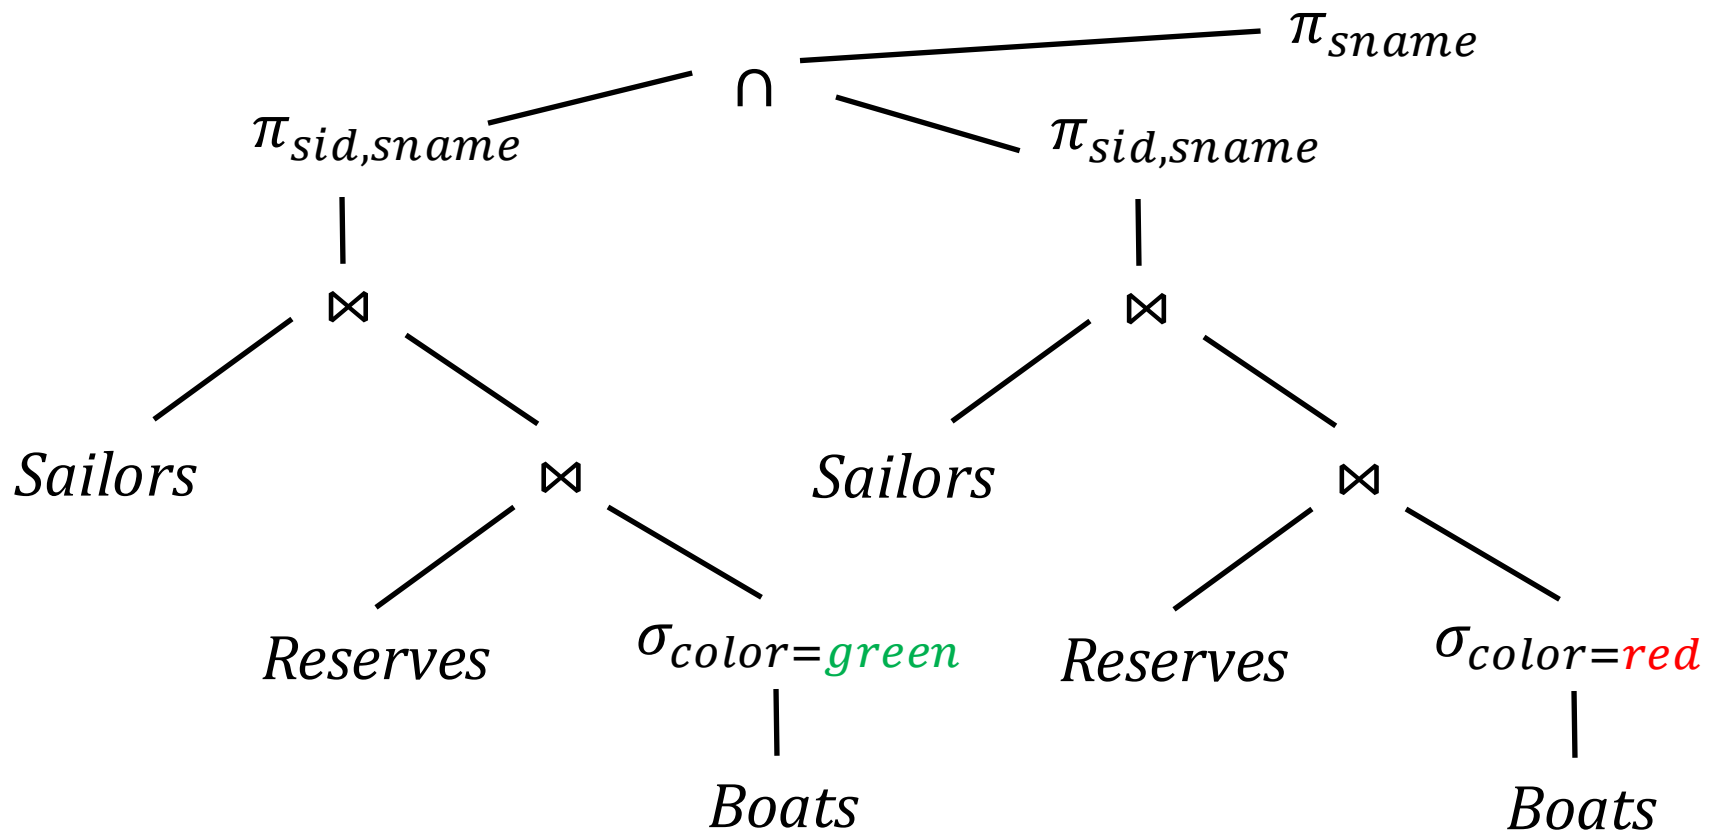 π_sname
∩
π_sid,sname π_sid,sname
⋈ ⋈
Sailors ⋈ Sailors ⋈
Reserves σ_color=green Reserves σ_color=red
Boats Boats